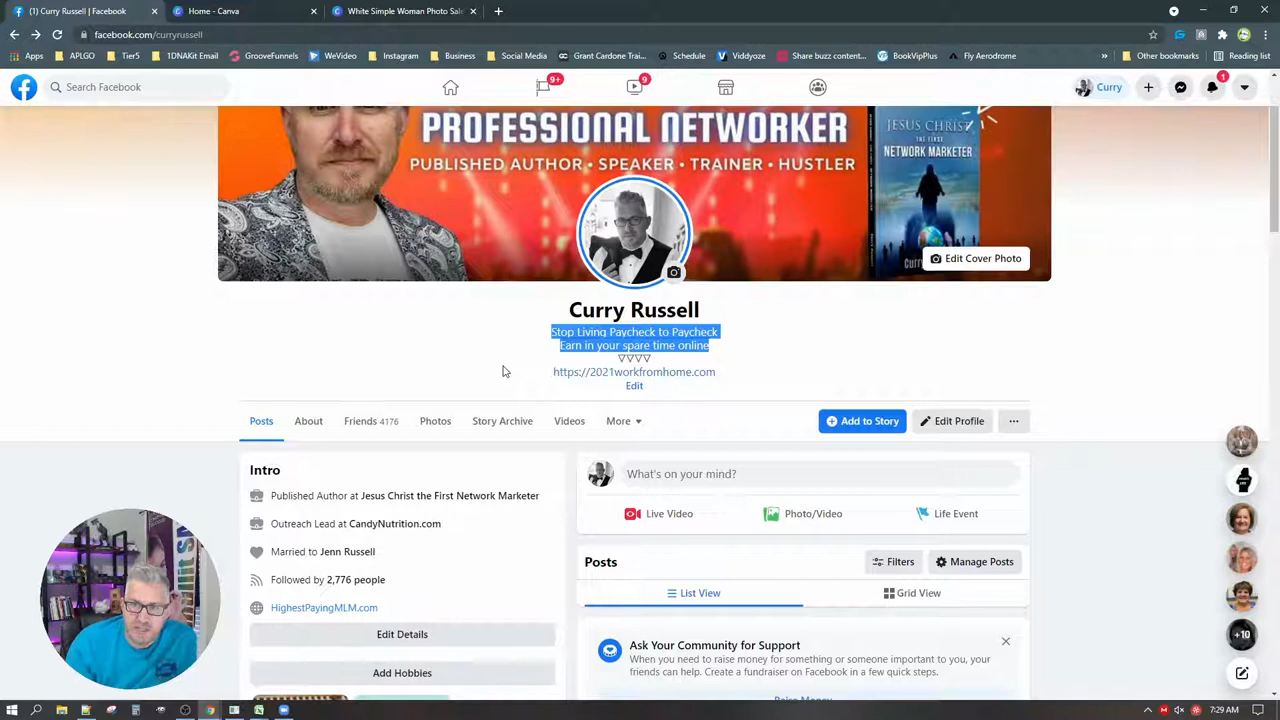 (1) Curry Russell | Facebook
Home - Canva
White Simple Woman Photo Sale
facebook.com/curryrussell
Apps
APLGO
Tier5
1DNAKit Email
GrooveFunnels
WeVideo
Instagram
Business
Social Media
Grant Cardone Trai...
Schedule
Viddyoze
Share buzz content...
BookVipPlus
Fly Aerodrome
»
Other bookmarks
Reading list
Search Facebook
9+
9
Curry
1
PROFESSIONAL NETWORKER
PUBLISHED AUTHOR • SPEAKER • TRAINER • HUSTLER
JESUS CHRIST
THE FIRST
NETWORK MARKETER
Edit Cover Photo
Curry Russell
Stop Living Paycheck to Paycheck
Earn in your spare time online
▽▽▽▽
https://2021workfromhome.com
Edit
Posts
About
Friends 4176
Photos
Story Archive
Videos
More
Add to Story
Edit Profile
...
Intro
Published Author at Jesus Christ the First Network Marketer
Outreach Lead at CandyNutrition.com
Married to Jenn Russell
Followed by 2,776 people
HighestPayingMLM.com
Edit Details
Add Hobbies
What's on your mind?
Live Video
Photo/Video
Life Event
Posts
Filters
Manage Posts
List View
Grid View
Ask Your Community for Support
When you need to raise money for something or someone important to you, your
friends can help. Create a fundraiser on Facebook in a few quick steps.
Raise Money
+10
7:29 AM